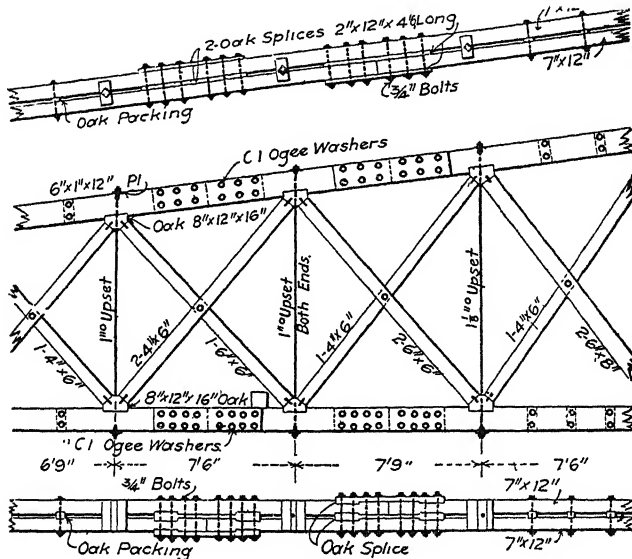 2-Oak Splices 2"x12"x4'6 Long
7"x12"
Oak Packing
C ¾" Bolts
C I Ogee Washers
6"x1"x12" Pl
Oak 8"x12"x16"
1"° Upset
1"° Upset
Both Ends.
1⅛"° Upset
1-4"x6"
2-4"x6"
1-6"x6"
1-4"x6"
2-6"x6"
1-4"x6"
2-6"x8"
8"x12"x16" Oak
" C I Ogee Washers.
6'9" 7'6" 7'9" 7'6"
¾" Bolts
7"x12"
Oak Packing
Oak Splice
7"x12"